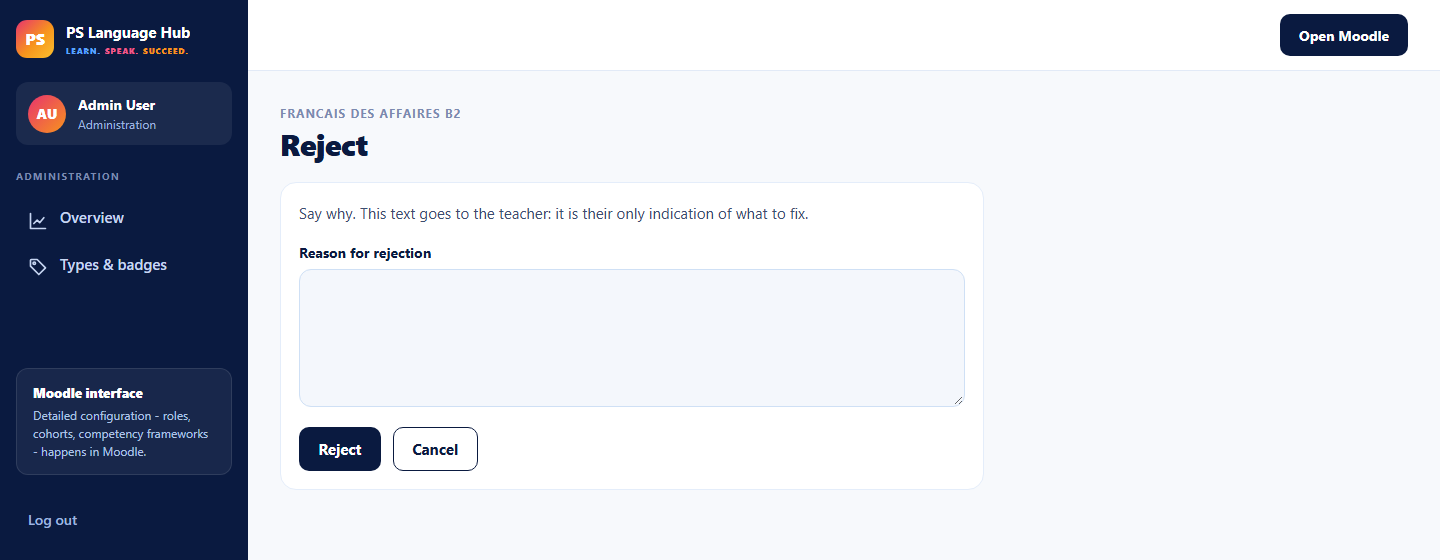 PS
PS Language Hub
LEARN. SPEAK. SUCCEED.
AU
Admin User
Administration
ADMINISTRATION
Overview
Types & badges
Moodle interface
Detailed configuration - roles,
cohorts, competency frameworks
- happens in Moodle.
Log out
Open Moodle
FRANCAIS DES AFFAIRES B2
Reject
Say why. This text goes to the teacher: it is their only indication of what to fix.
Reason for rejection
Reject
Cancel